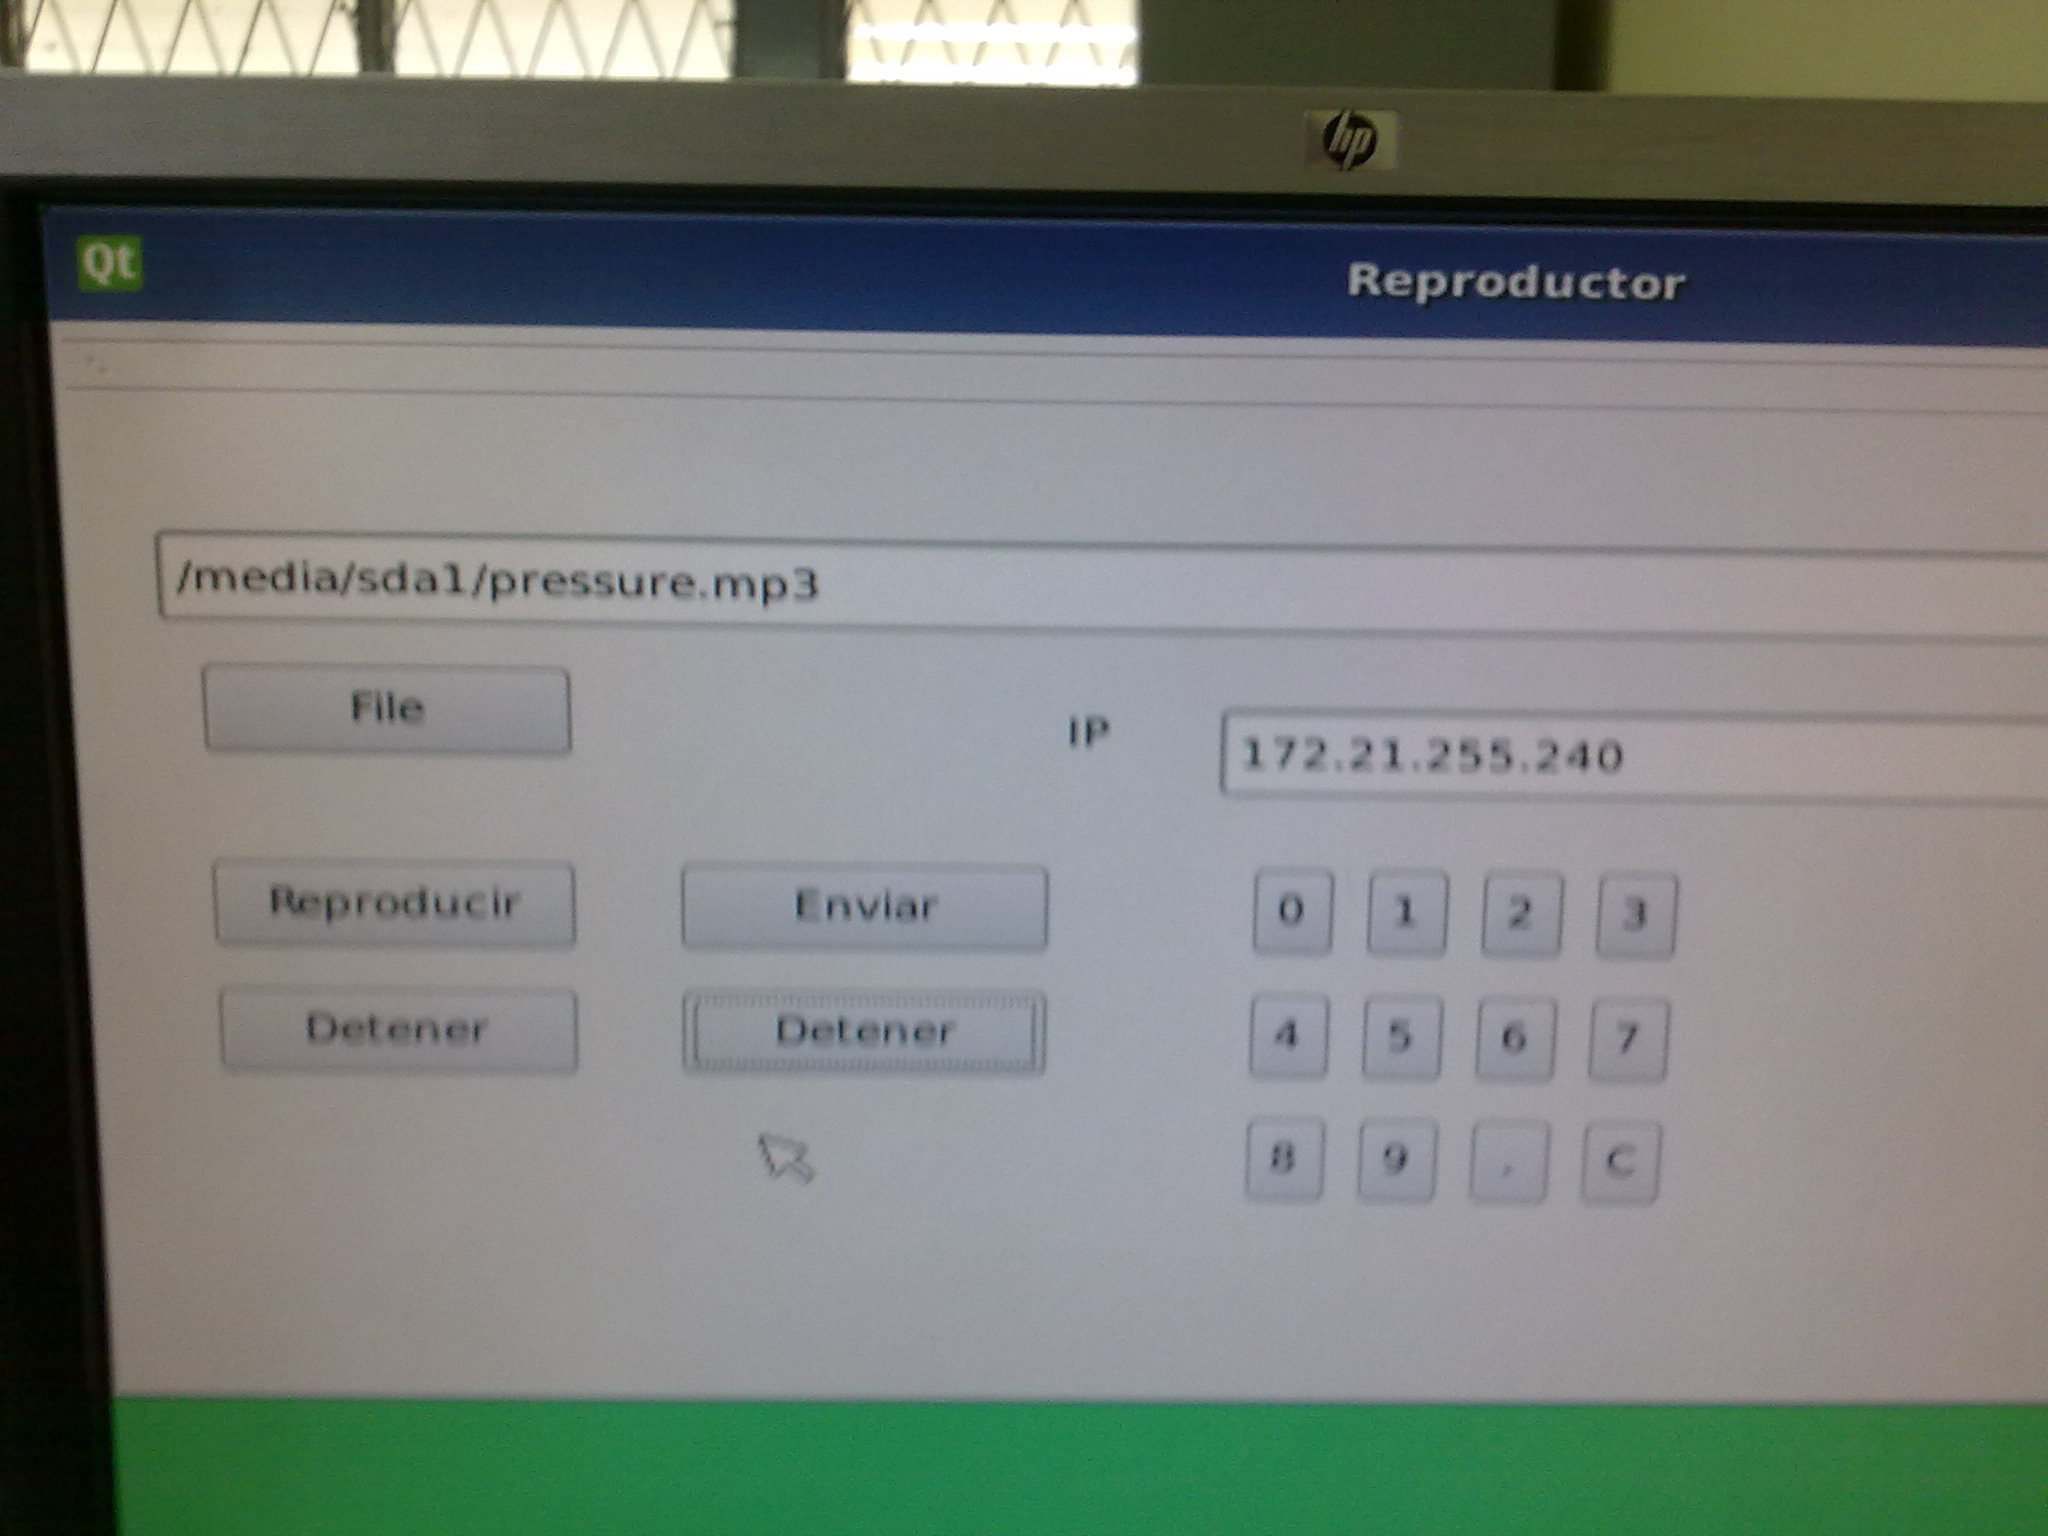 hp
Qt Reproductor
/media/sda1/pressure.mp3
File
IP 172.21.255.240
Reproducir Enviar 0 1 2 3
Detener Detener 4 5 6 7
8 9 . C